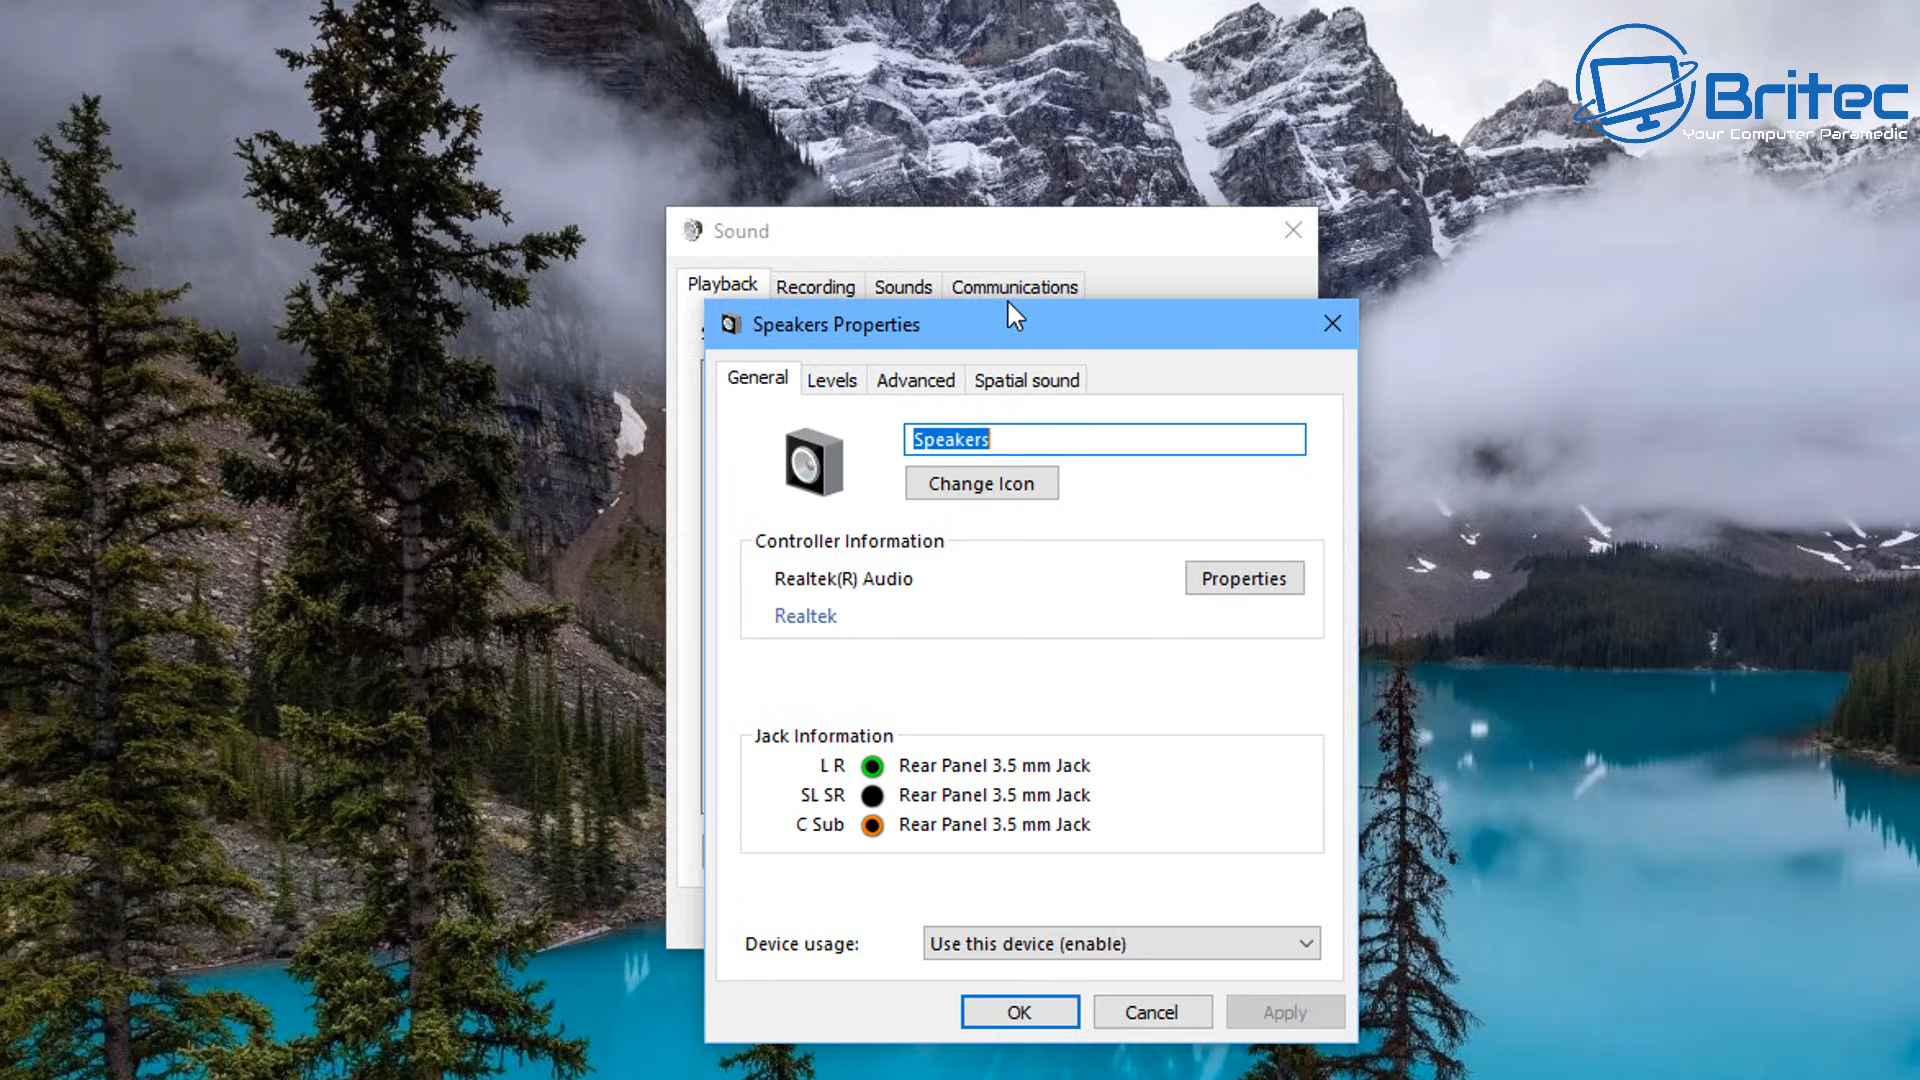 Britec
Your Computer Paramedic
Sound
Playback Recording Sounds Communications
Speakers Properties
General Levels Advanced Spatial sound
Speakers
Change Icon
Controller Information
Realtek(R) Audio
Properties
Realtek
Jack Information
L R Rear Panel 3.5 mm Jack
SL SR Rear Panel 3.5 mm Jack
C Sub Rear Panel 3.5 mm Jack
Device usage: Use this device (enable)
OK Cancel Apply